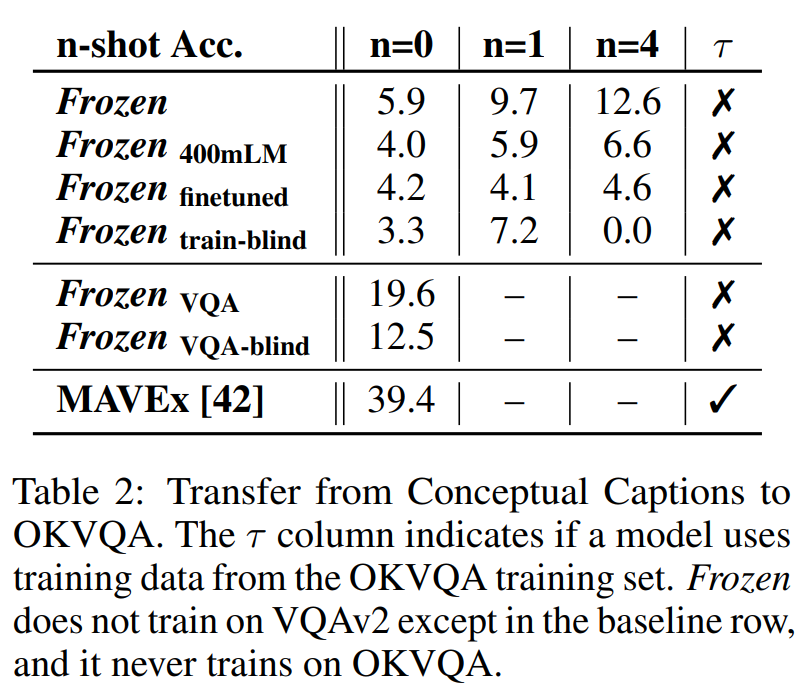 n-shot Acc. n=0 n=1 n=4 τ
Frozen 5.9 9.7 12.6 ✗
Frozen 400mLM 4.0 5.9 6.6 ✗
Frozen finetuned 4.2 4.1 4.6 ✗
Frozen train-blind 3.3 7.2 0.0 ✗
Frozen VQA 19.6 – – ✗
Frozen VQA-blind 12.5 – – ✗
MAVEx [42] 39.4 – – ✓
Table 2: Transfer from Conceptual Captions to
OKVQA. The τ column indicates if a model uses
training data from the OKVQA training set. Frozen
does not train on VQAv2 except in the baseline row,
and it never trains on OKVQA.